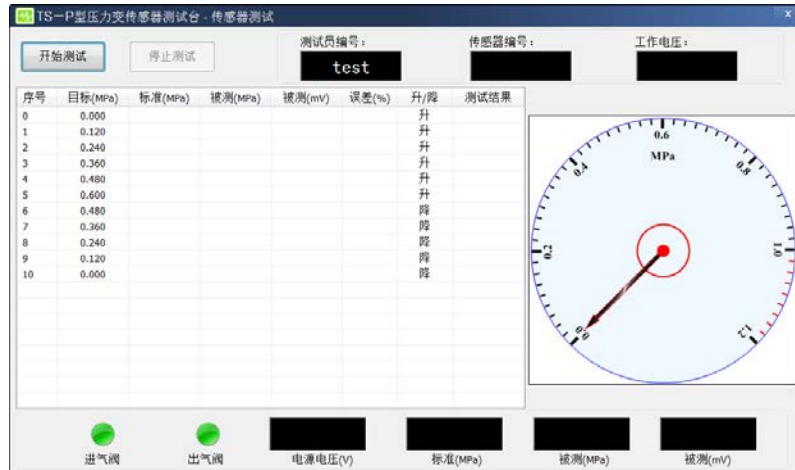 TS—P型压力变传感器测试台 - 传感器测试
x
开始测试
停止测试
测试员编号：
test
传感器编号：
工作电压：
序号 目标(MPa) 标准(MPa) 被测(MPa) 被测(mV) 误差(%) 升/降 测试结果
0 0.000 升
1 0.120 升
2 0.240 升
3 0.360 升
4 0.480 升
5 0.600 升
6 0.480 降
7 0.360 降
8 0.240 降
9 0.120 降
10 0.000 降
0.6
MPa
0.4
0.8
0.2
1.0
0.0
1.2
进气阀
出气阀
电源电压(V)
标准(MPa)
被测(MPa)
被测(mV)